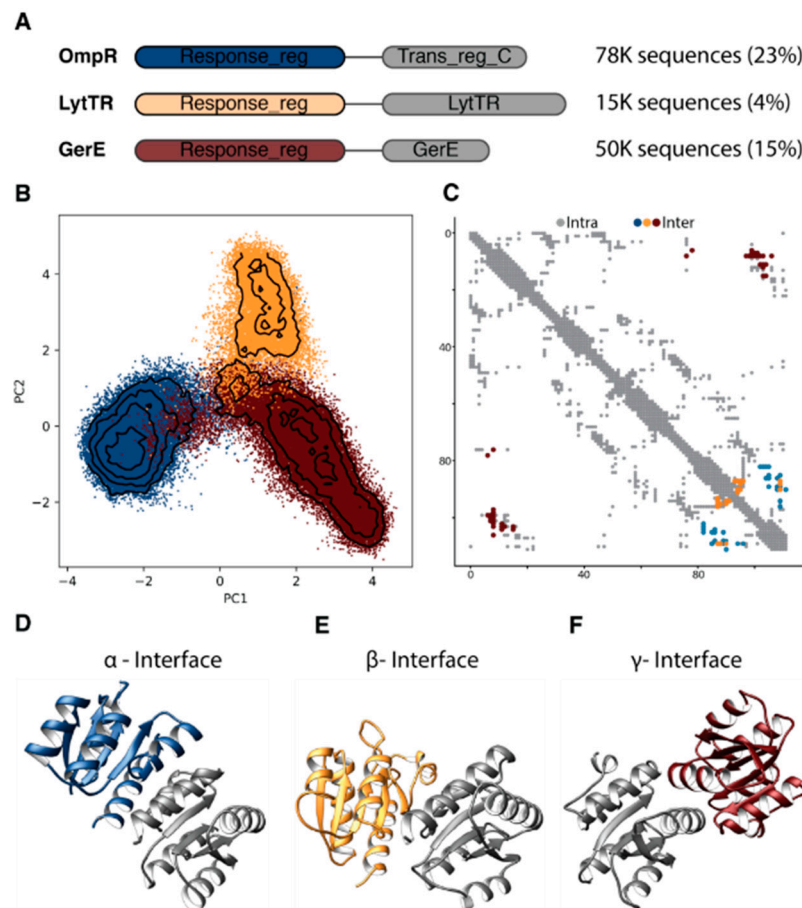 A
OmpR Response_reg Trans_reg_C 78K sequences (23%)
LytTR Response_reg LytTR 15K sequences (4%)
GerE Response_reg GerE 50K sequences (15%)
B
C
Intra Inter
4
2
0
−2
PC2
−4 −2 0 2 4
PC1
0
40
80
0 40 80
D E F
α - Interface β- Interface γ- Interface